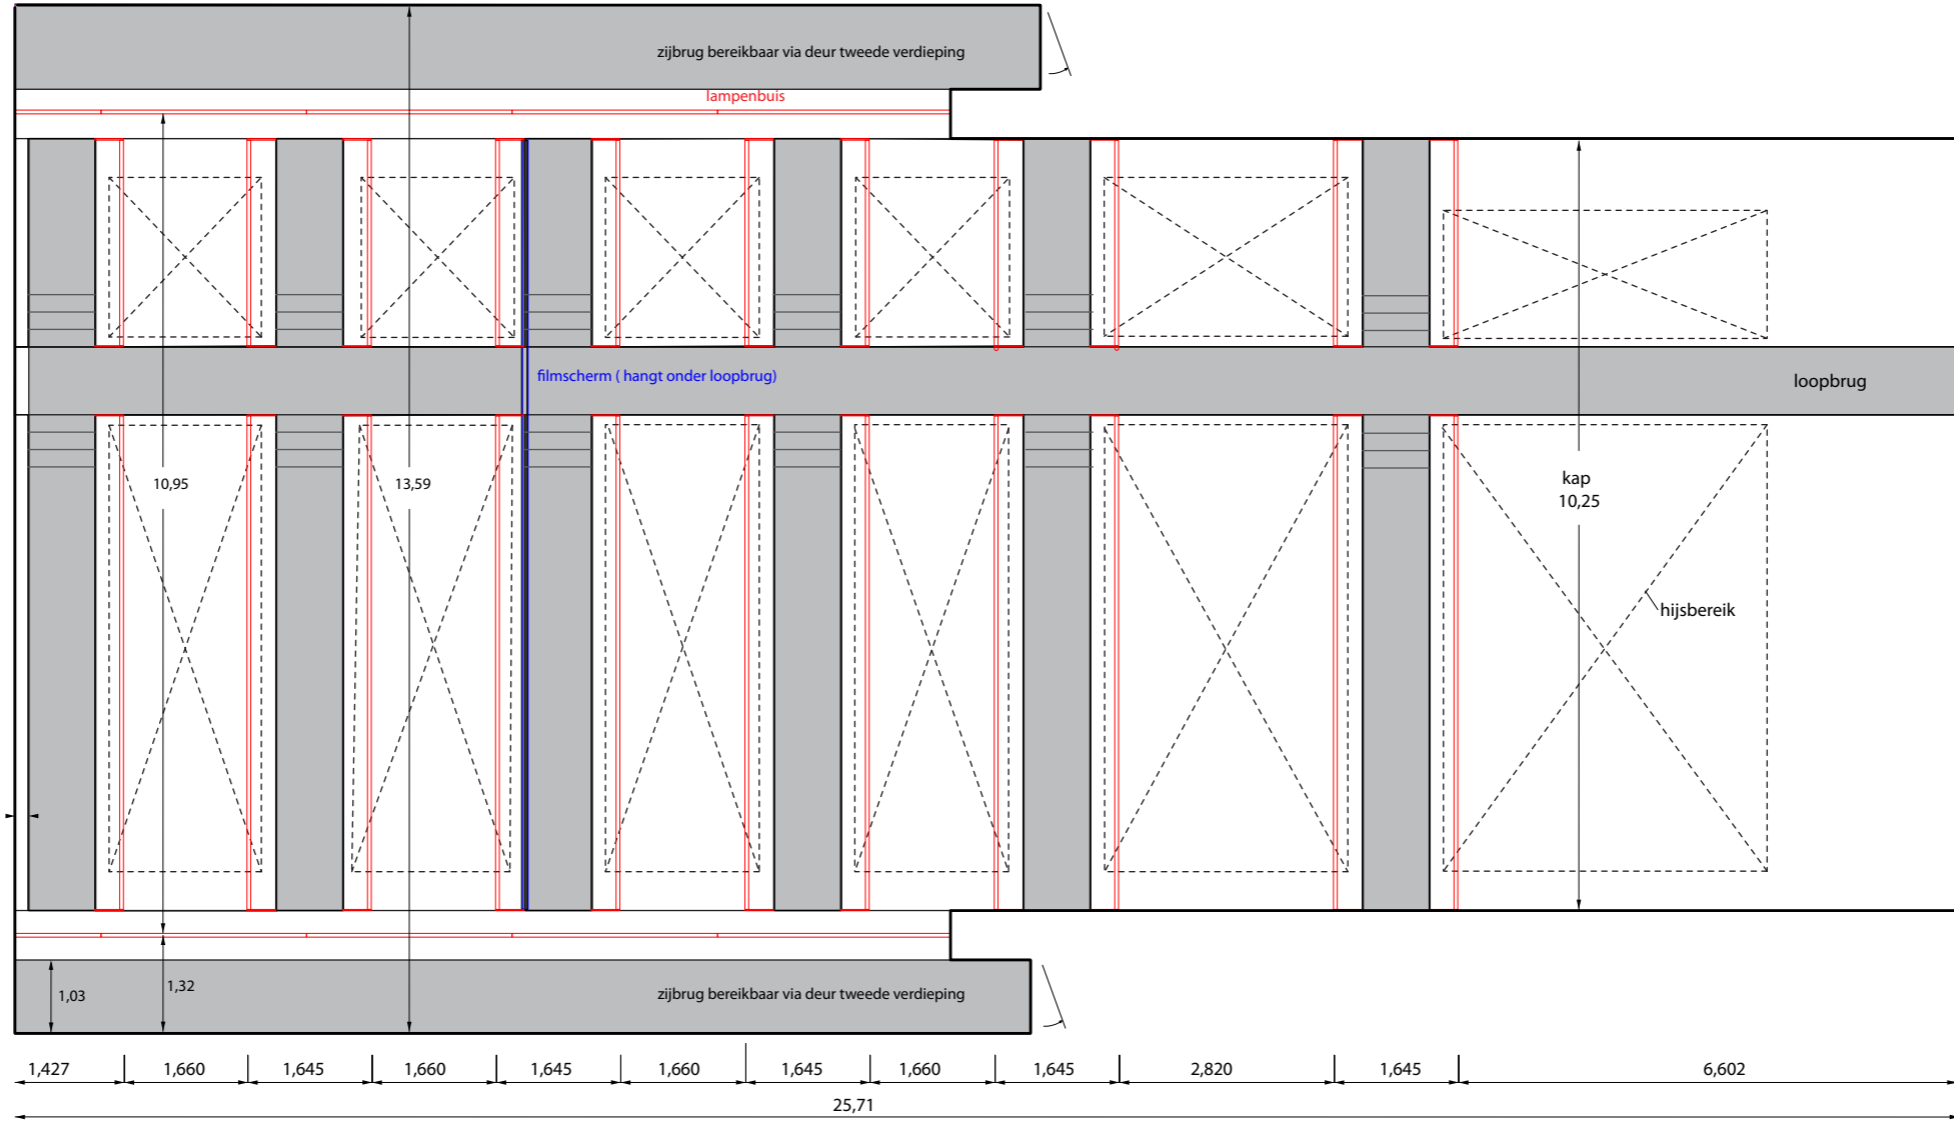 zijbrug bereikbaar via deur tweede verdieping
lampenbuis
filmscherm ( hangt onder loopbrug)
loopbrug
10,95
13,59
kap
10,25
hijsbereik
1,03
1,32
zijbrug bereikbaar via deur tweede verdieping
1,427 1,660 1,645 1,660 1,645 1,660 1,645 1,660 1,645 2,820 1,645 6,602
25,71